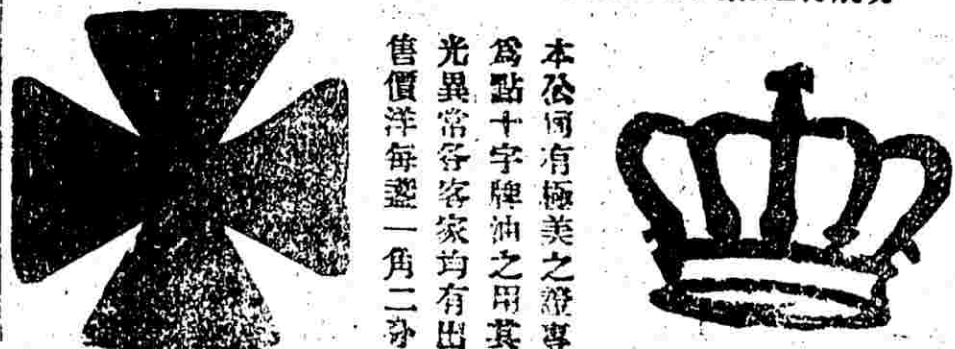 本公司有極美之燈專
爲點十字牌油之用其
光異常各客家均有出
售價洋每盞一角二分